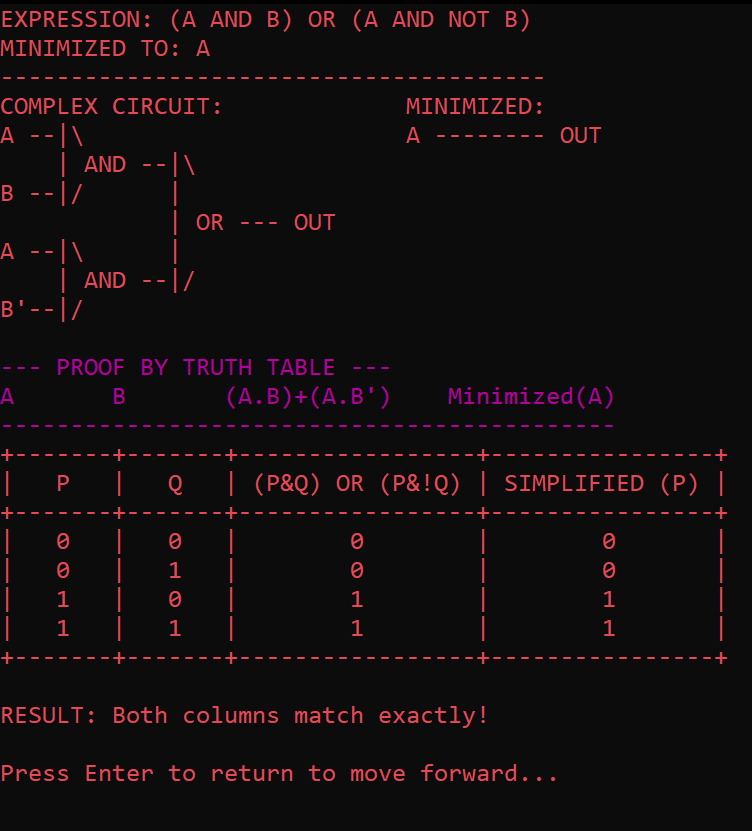 EXPRESSION: (A AND B) OR (A AND NOT B)
MINIMIZED TO: A
---------------------------------------
COMPLEX CIRCUIT:             MINIMIZED:
A --|\                       A -------- OUT
    | AND --|\
B --|/      |
            | OR --- OUT
A --|\      |
    | AND --|/
B'--|/

--- PROOF BY TRUTH TABLE ---
A       B       (A.B)+(A.B')    Minimized(A)
--------------------------------------------
+-------+-------+-----------------+----------------+
|   P   |   Q   | (P&Q) OR (P&!Q) | SIMPLIFIED (P) |
+-------+-------+-----------------+----------------+
|   0   |   0   |        0        |        0       |
|   0   |   1   |        0        |        0       |
|   1   |   0   |        1        |        1       |
|   1   |   1   |        1        |        1       |
+-------+-------+-----------------+----------------+

RESULT: Both columns match exactly!

Press Enter to return to move forward...